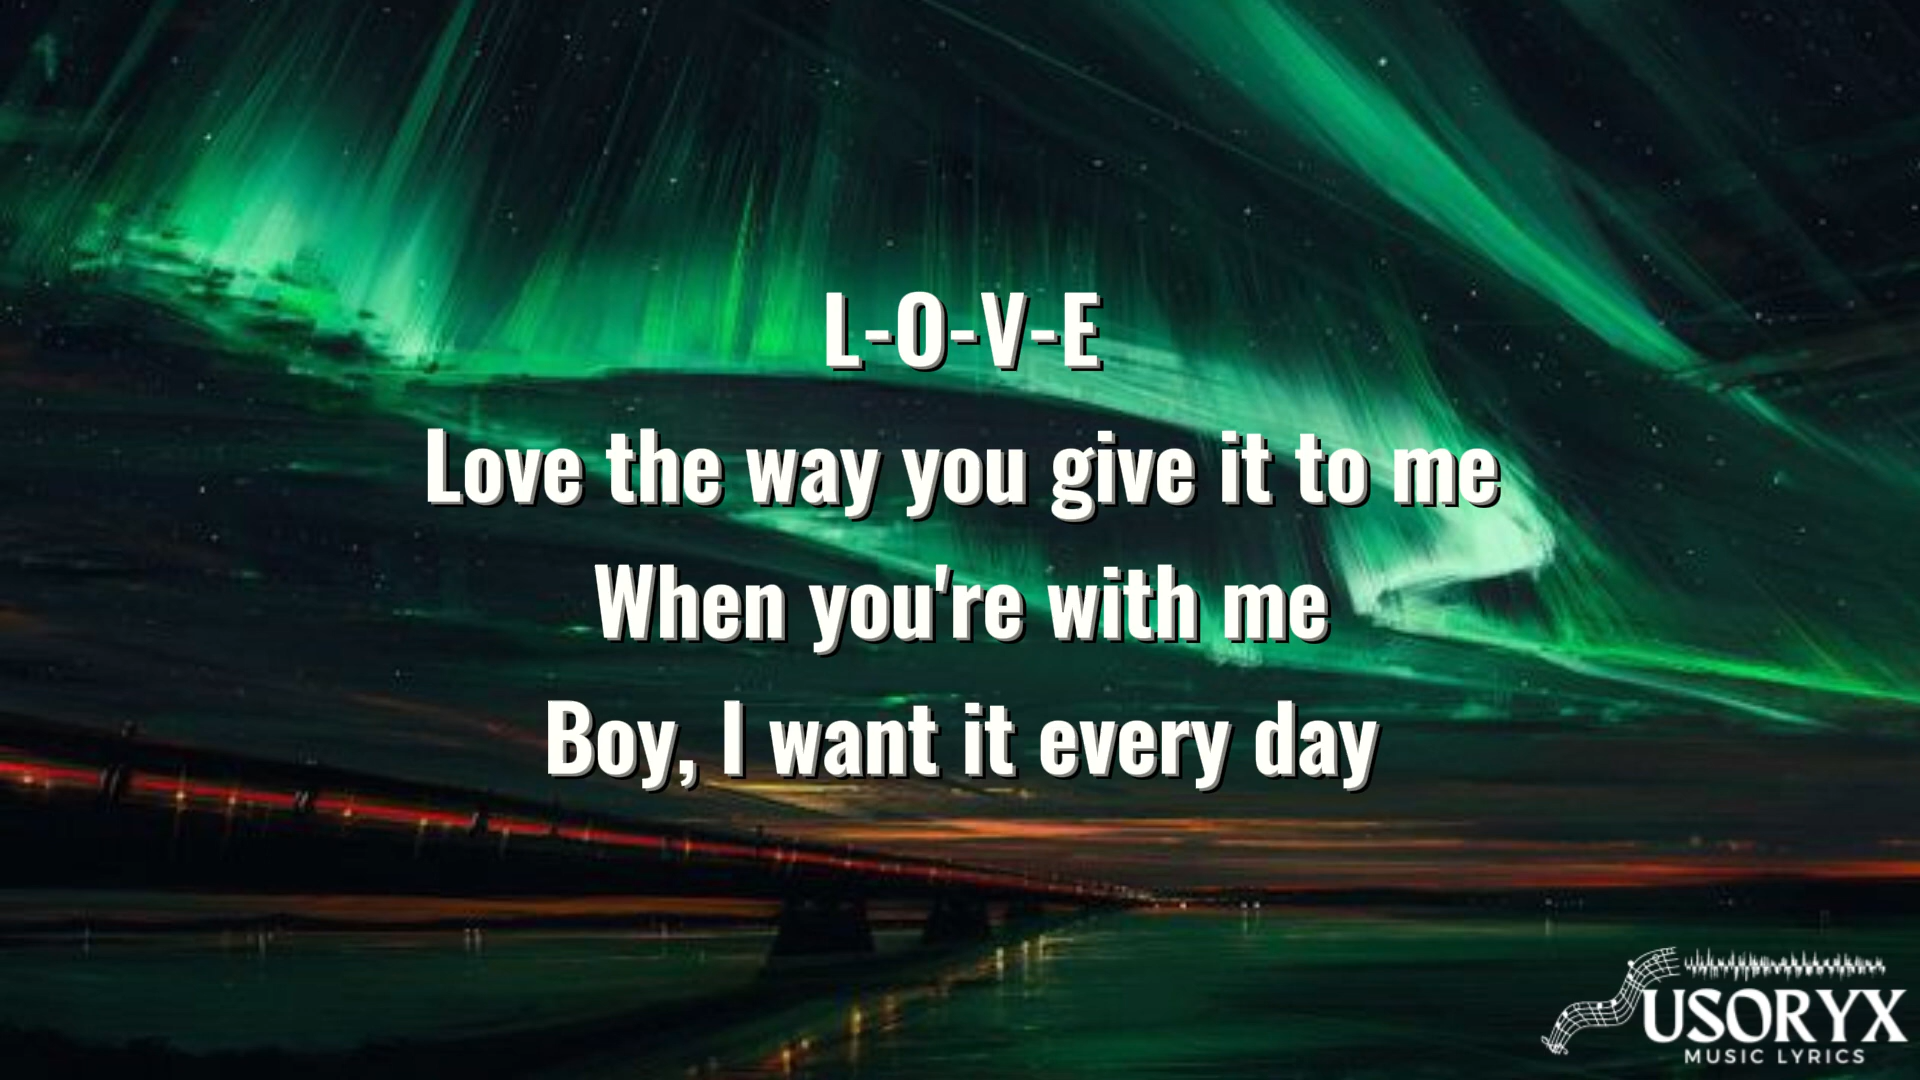 L-O-V-E
Love the way you give it to me
When you're with me
Boy, I want it every day
USORYX
MUSIC LYRICS